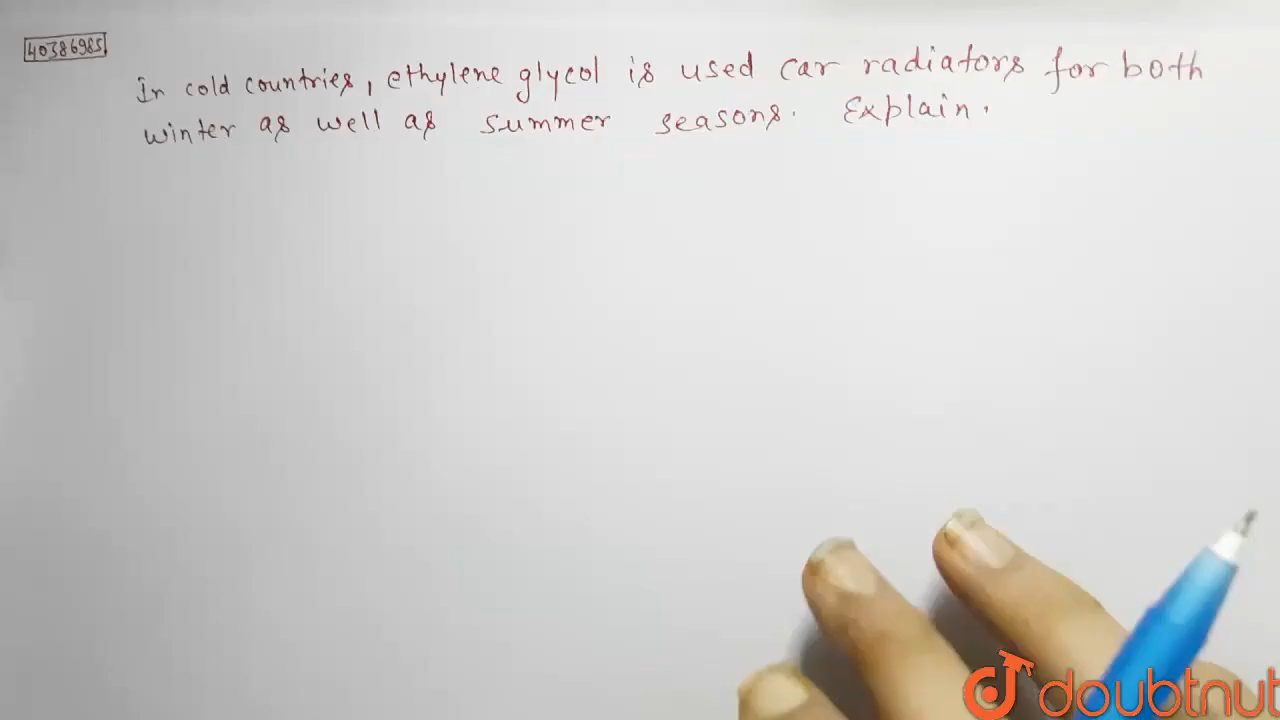 40386985
In cold countries, ethylene glycol is used car radiators for both
winter as well as summer seasons. Explain.
doubtnut